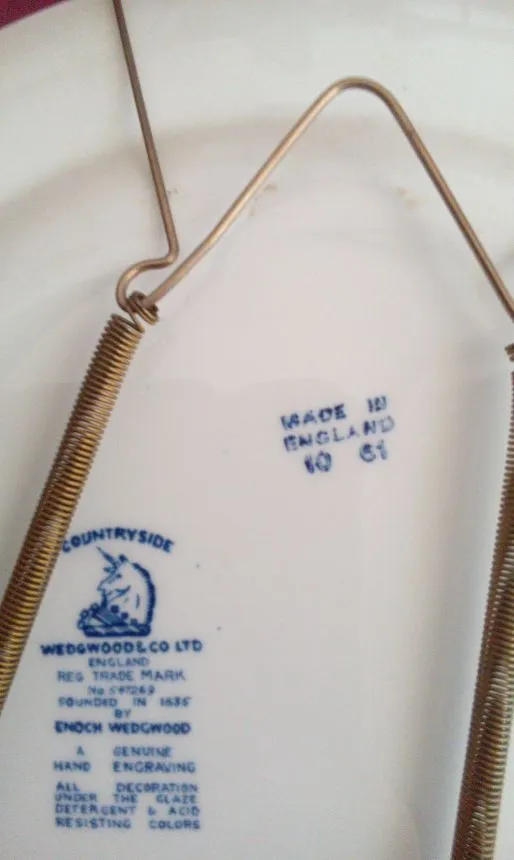 MADE IN
ENGLAND
10 61
COUNTRYSIDE
WEDGWOOD & CO LTD
ENGLAND
REG TRADE MARK
FOUNDED IN 1835
BY
ENOCH WEDGWOOD
A GENUINE
HAND ENGRAVING
ALL DECORATION
UNDER THE GLAZE
DETERGENT & ACID
RESISTING COLORS